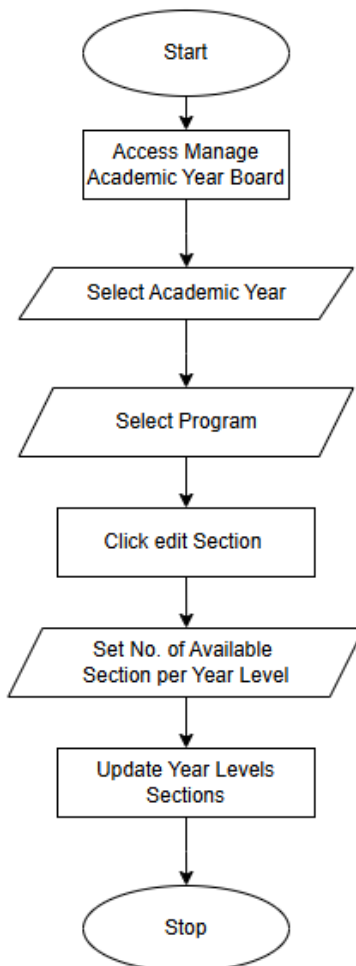 Start
Access Manage
Academic Year Board
Select Academic Year
Select Program
Click edit Section
Set No. of Available
Section per Year Level
Update Year Levels
Sections
Stop